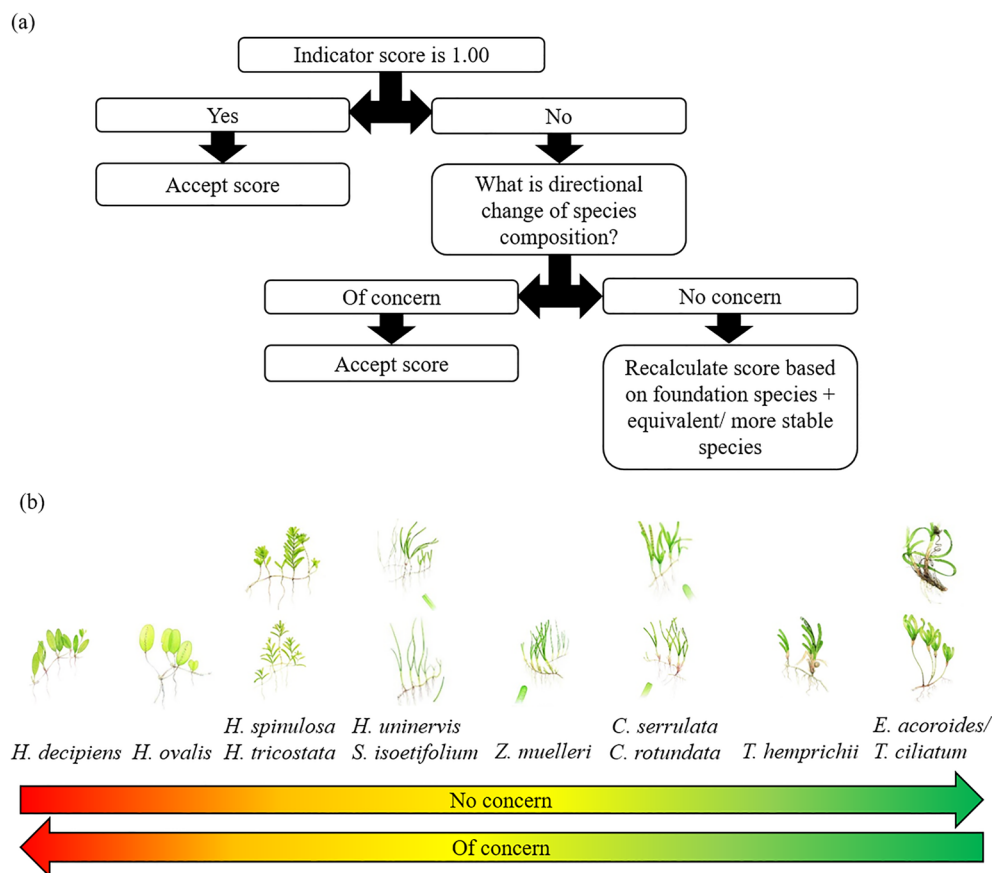 (a)
Indicator score is 1.00
Yes
No
Accept score
What is directional
change of species
composition?
Of concern
No concern
Accept score
Recalculate score based
on foundation species +
equivalent/ more stable
species
(b)
H. spinulosa
H. uninervis
C. serrulata
E. acoroides/
H. decipiens
H. ovalis
H. tricostata
S. isoetifolium
Z. muelleri
C. rotundata
T. hemprichii
T. ciliatum
No concern
Of concern